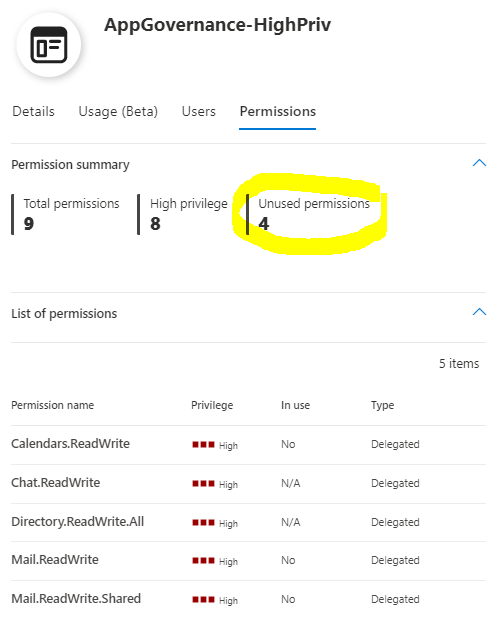 AppGovernance-HighPriv
Details Usage (Beta) Users Permissions
Permission summary
Total permissions High privilege Unused permissions
9 8 4
List of permissions
5 items
Permission name Privilege In use Type
Calendars.ReadWrite High No Delegated
Chat.ReadWrite High N/A Delegated
Directory.ReadWrite.All High N/A Delegated
Mail.ReadWrite High No Delegated
Mail.ReadWrite.Shared High No Delegated